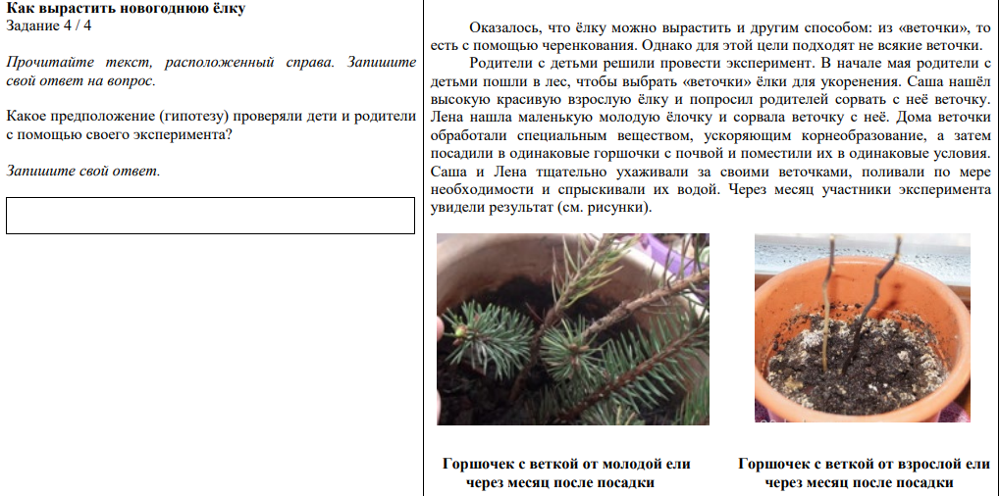 Как вырастить новогоднюю ёлку
Задание 4 / 4
Прочитайте текст, расположенный справа. Запишите
свой ответ на вопрос.
Какое предположение (гипотезу) проверяли дети и родители
с помощью своего эксперимента?
Запишите свой ответ.
Оказалось, что ёлку можно вырастить и другим способом: из «веточки», то
есть с помощью черенкования. Однако для этой цели подходят не всякие веточки.
Родители с детьми решили провести эксперимент. В начале мая родители с
детьми пошли в лес, чтобы выбрать «веточки» ёлки для укоренения. Саша нашёл
высокую красивую взрослую ёлку и попросил родителей сорвать с неё веточку.
Лена нашла маленькую молодую ёлочку и сорвала веточку с неё. Дома веточки
обработали специальным веществом, ускоряющим корнеобразование, а затем
посадили в одинаковые горшочки с почвой и поместили их в одинаковые условия.
Саша и Лена тщательно ухаживали за своими веточками, поливали по мере
необходимости и спрыскивали их водой. Через месяц участники эксперимента
увидели результат (см. рисунки).
Горшочек с веткой от молодой ели
через месяц после посадки
Горшочек с веткой от взрослой ели
через месяц после посадки